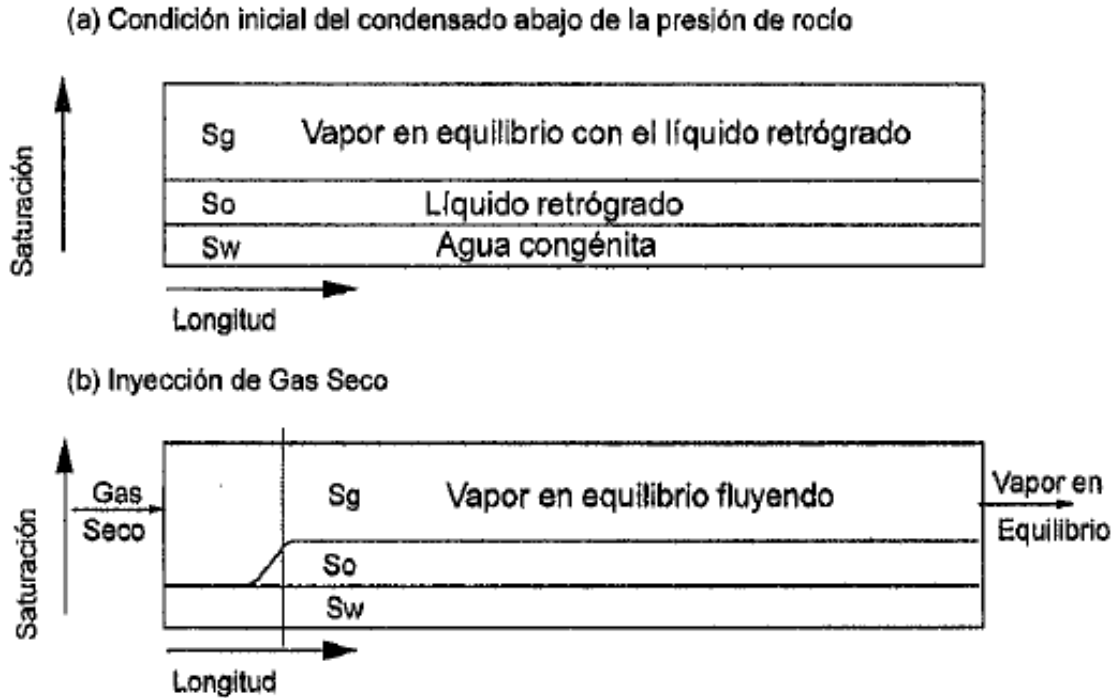 (a) Condición inicial del condensado abajo de la presión de rocío
Saturación
Sg Vapor en equilibrio con el líquido retrógrado
So Líquido retrógrado
Sw Agua congénita
Longitud
(b) Inyección de Gas Seco
Saturación
Gas
Seco
Sg Vapor en equilibrio fluyendo
Vapor en
Equilibrio
So
Sw
Longitud